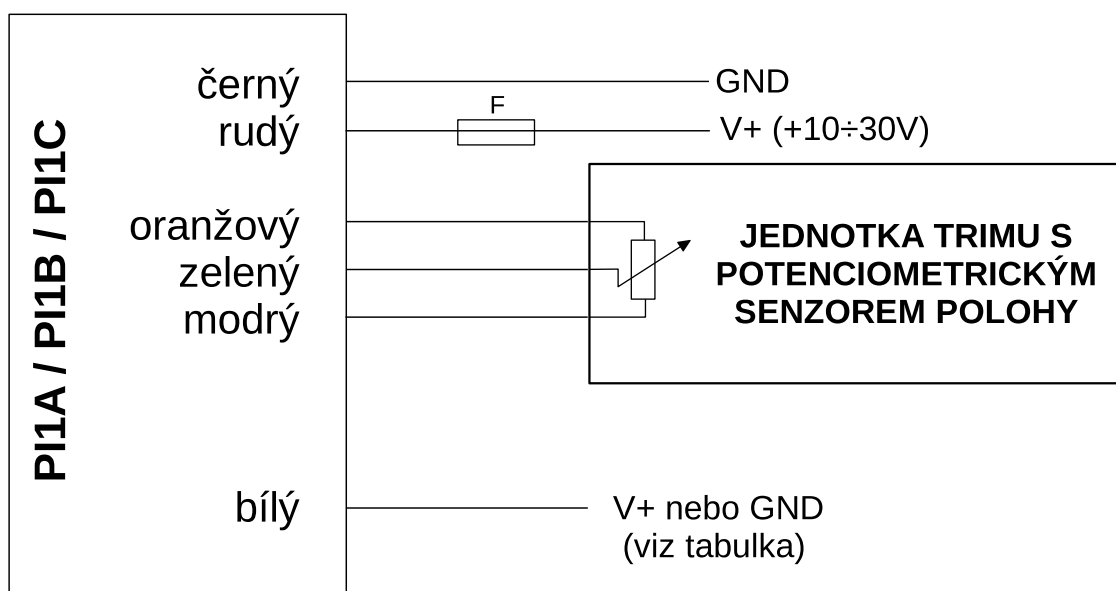 PI1A / PI1B / PI1C
černý
GND
F
rudý
V+ (+10÷30V)
oranžový
zelený
modrý
JEDNOTKA TRIMU S
POTENCIOMETRICKÝM
SENZOREM POLOHY
bílý
V+ nebo GND
(viz tabulka)